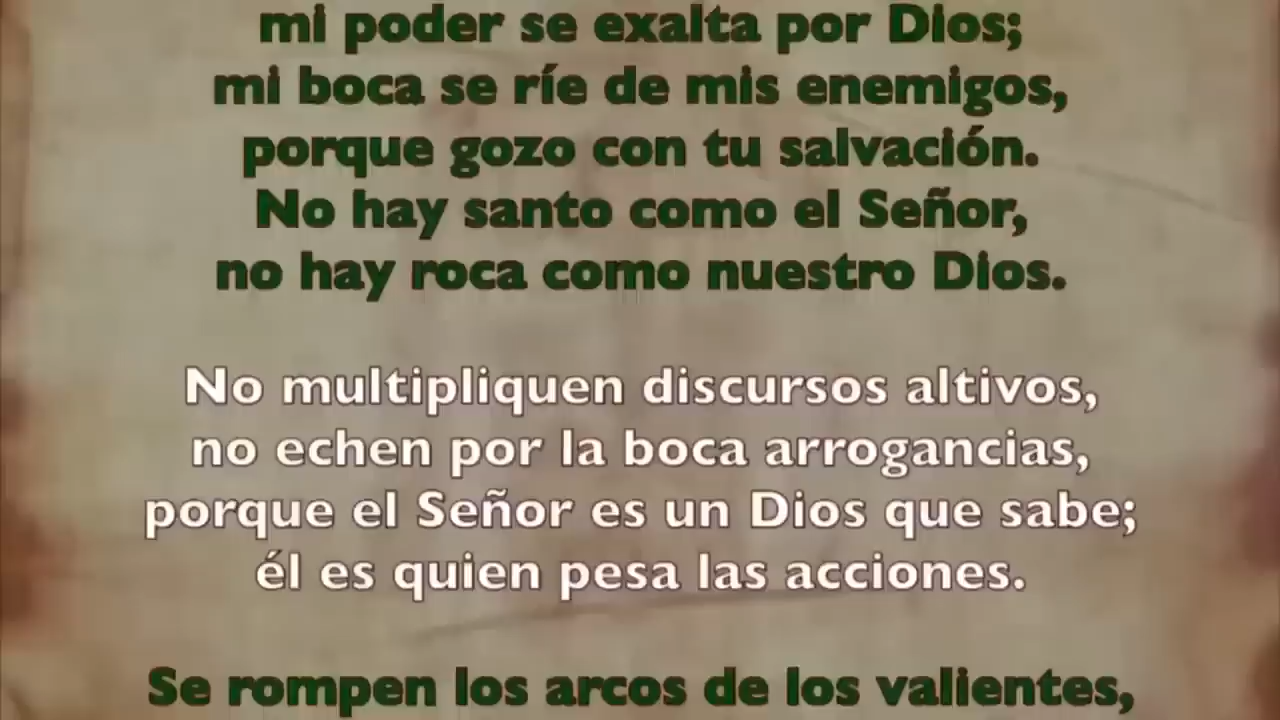 mi poder se exalta por Dios;
mi boca se ríe de mis enemigos,
porque gozo con tu salvación.
No hay santo como el Señor,
no hay roca como nuestro Dios.
No multipliquen discursos altivos,
no echen por la boca arrogancias,
porque el Señor es un Dios que sabe;
él es quien pesa las acciones.
Se rompen los arcos de los valientes,